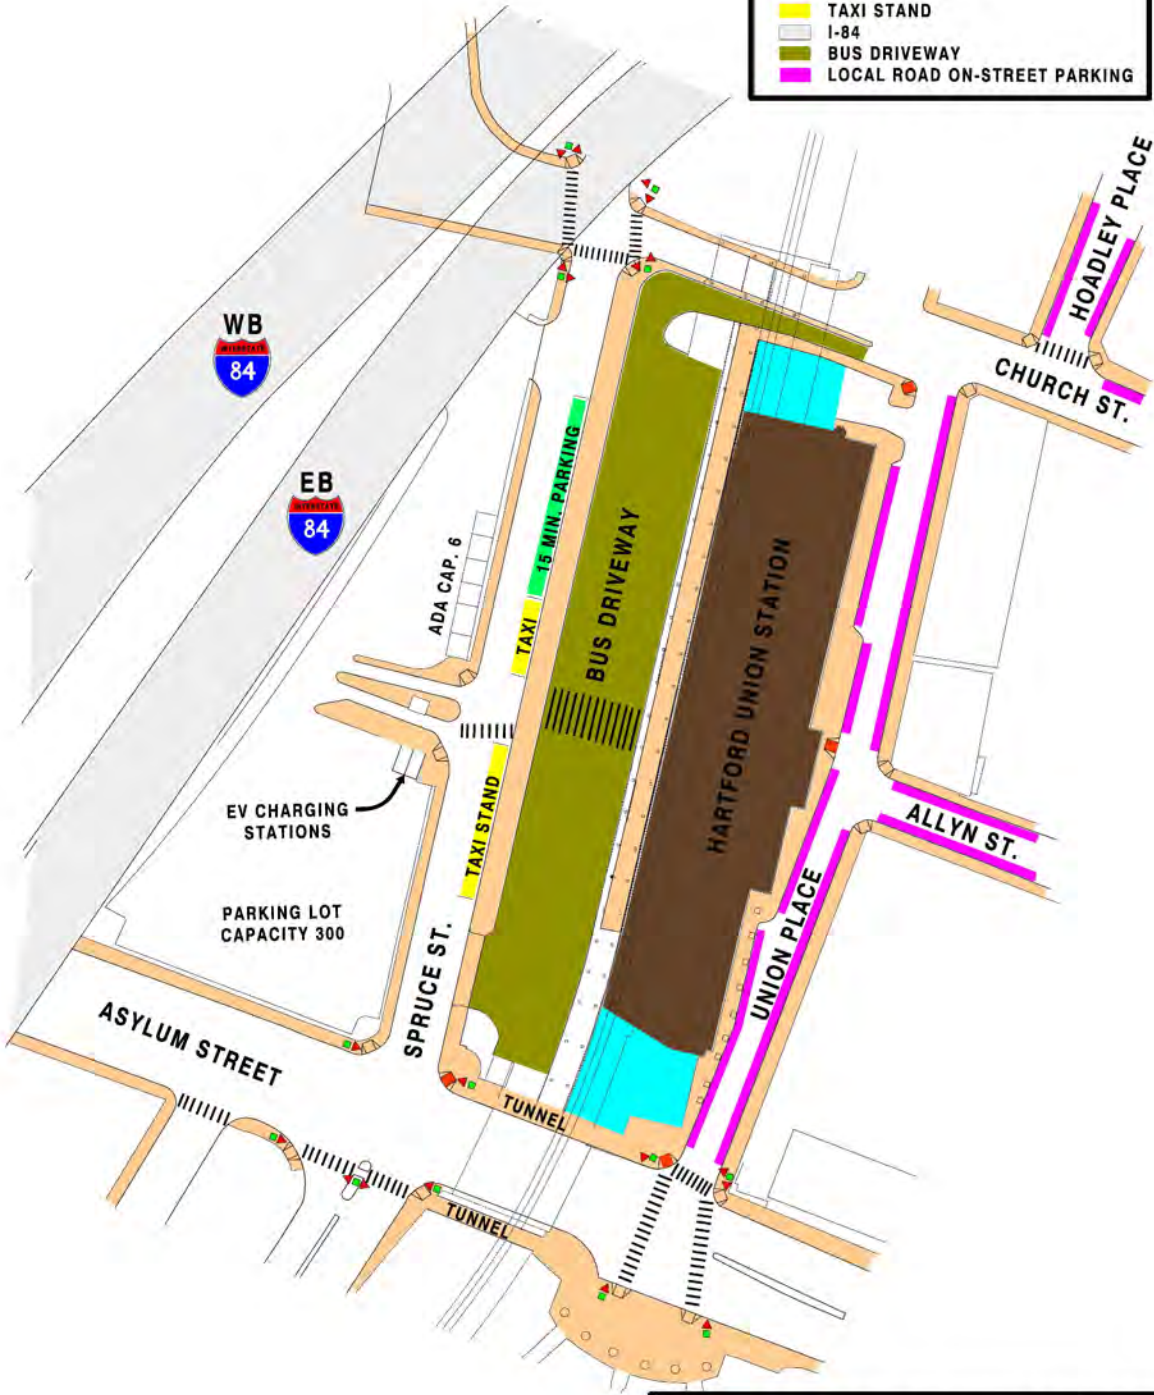 TAXI STAND
I-84
BUS DRIVEWAY
LOCAL ROAD ON-STREET PARKING
HOADLEY PLACE
CHURCH ST.
WB
INTERSTATE
84
EB
INTERSTATE
84
15 MIN. PARKING
ADA CAP. 6
TAXI
BUS DRIVEWAY
HARTFORD UNION STATION
EV CHARGING
STATIONS
TAXI STAND
ALLYN ST.
PARKING LOT
CAPACITY 300
UNION PLACE
SPRUCE ST.
ASYLUM STREET
TUNNEL
TUNNEL